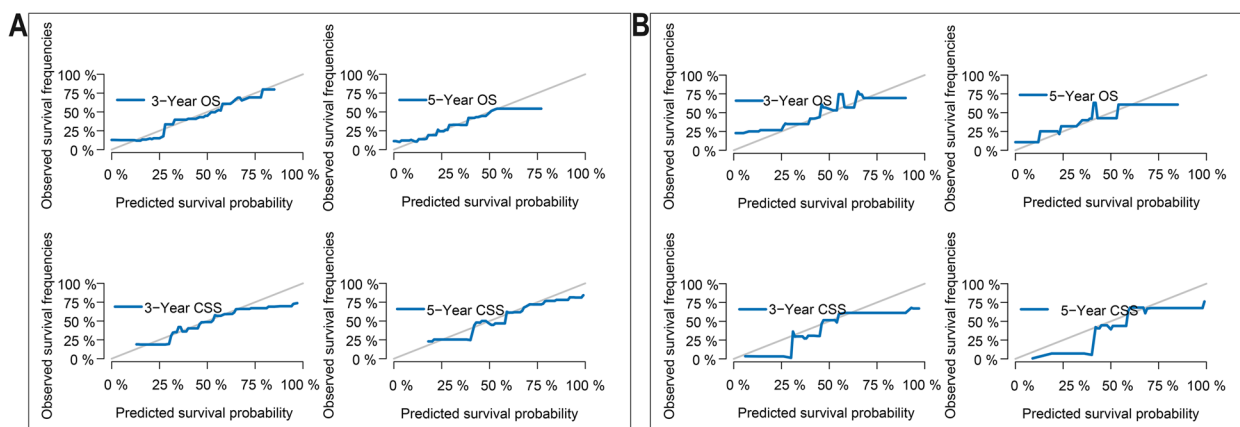 A
Observed survival frequencies
100 %
75 %
50 %
25 %
0 %
3−Year OS
0 % 25 % 50 % 75 % 100 %
Predicted survival probability
Observed survival frequencies
100 %
75 %
50 %
25 %
0 %
5−Year OS
0 % 25 % 50 % 75 % 100 %
Predicted survival probability
Observed survival frequencies
100 %
75 %
50 %
25 %
0 %
3−Year CSS
0 % 25 % 50 % 75 % 100 %
Predicted survival probability
Observed survival frequencies
100 %
75 %
50 %
25 %
0 %
5−Year CSS
0 % 25 % 50 % 75 % 100 %
Predicted survival probability
B
Observed survival frequencies
100 %
75 %
50 %
25 %
0 %
3−Year OS
0 % 25 % 50 % 75 % 100 %
Predicted survival probability
Observed survival frequencies
100 %
75 %
50 %
25 %
0 %
5−Year OS
0 % 25 % 50 % 75 % 100 %
Predicted survival probability
Observed survival frequencies
100 %
75 %
50 %
25 %
0 %
3−Year CSS
0 % 25 % 50 % 75 % 100 %
Predicted survival probability
Observed survival frequencies
100 %
75 %
50 %
25 %
0 %
5−Year CSS
0 % 25 % 50 % 75 % 100 %
Predicted survival probability